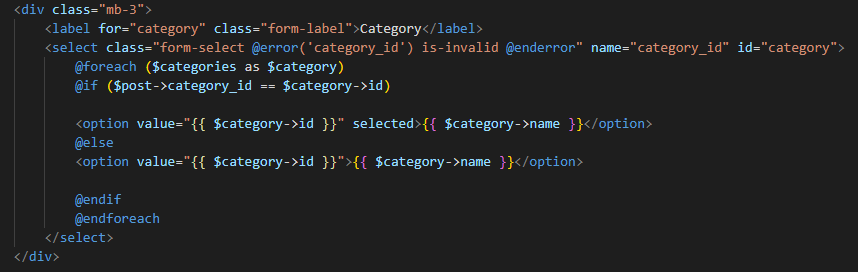 <div class="mb-3">
<label for="category" class="form-label">Category</label>
<select class="form-select @error('category_id') is-invalid @enderror" name="category_id" id="category">
@foreach ($categories as $category)
@if ($post->category_id == $category->id)
<option value="{{ $category->id }}" selected>{{ $category->name }}</option>
@else
<option value="{{ $category->id }}">{{ $category->name }}</option>
@endif
@endforeach
</select>
</div>